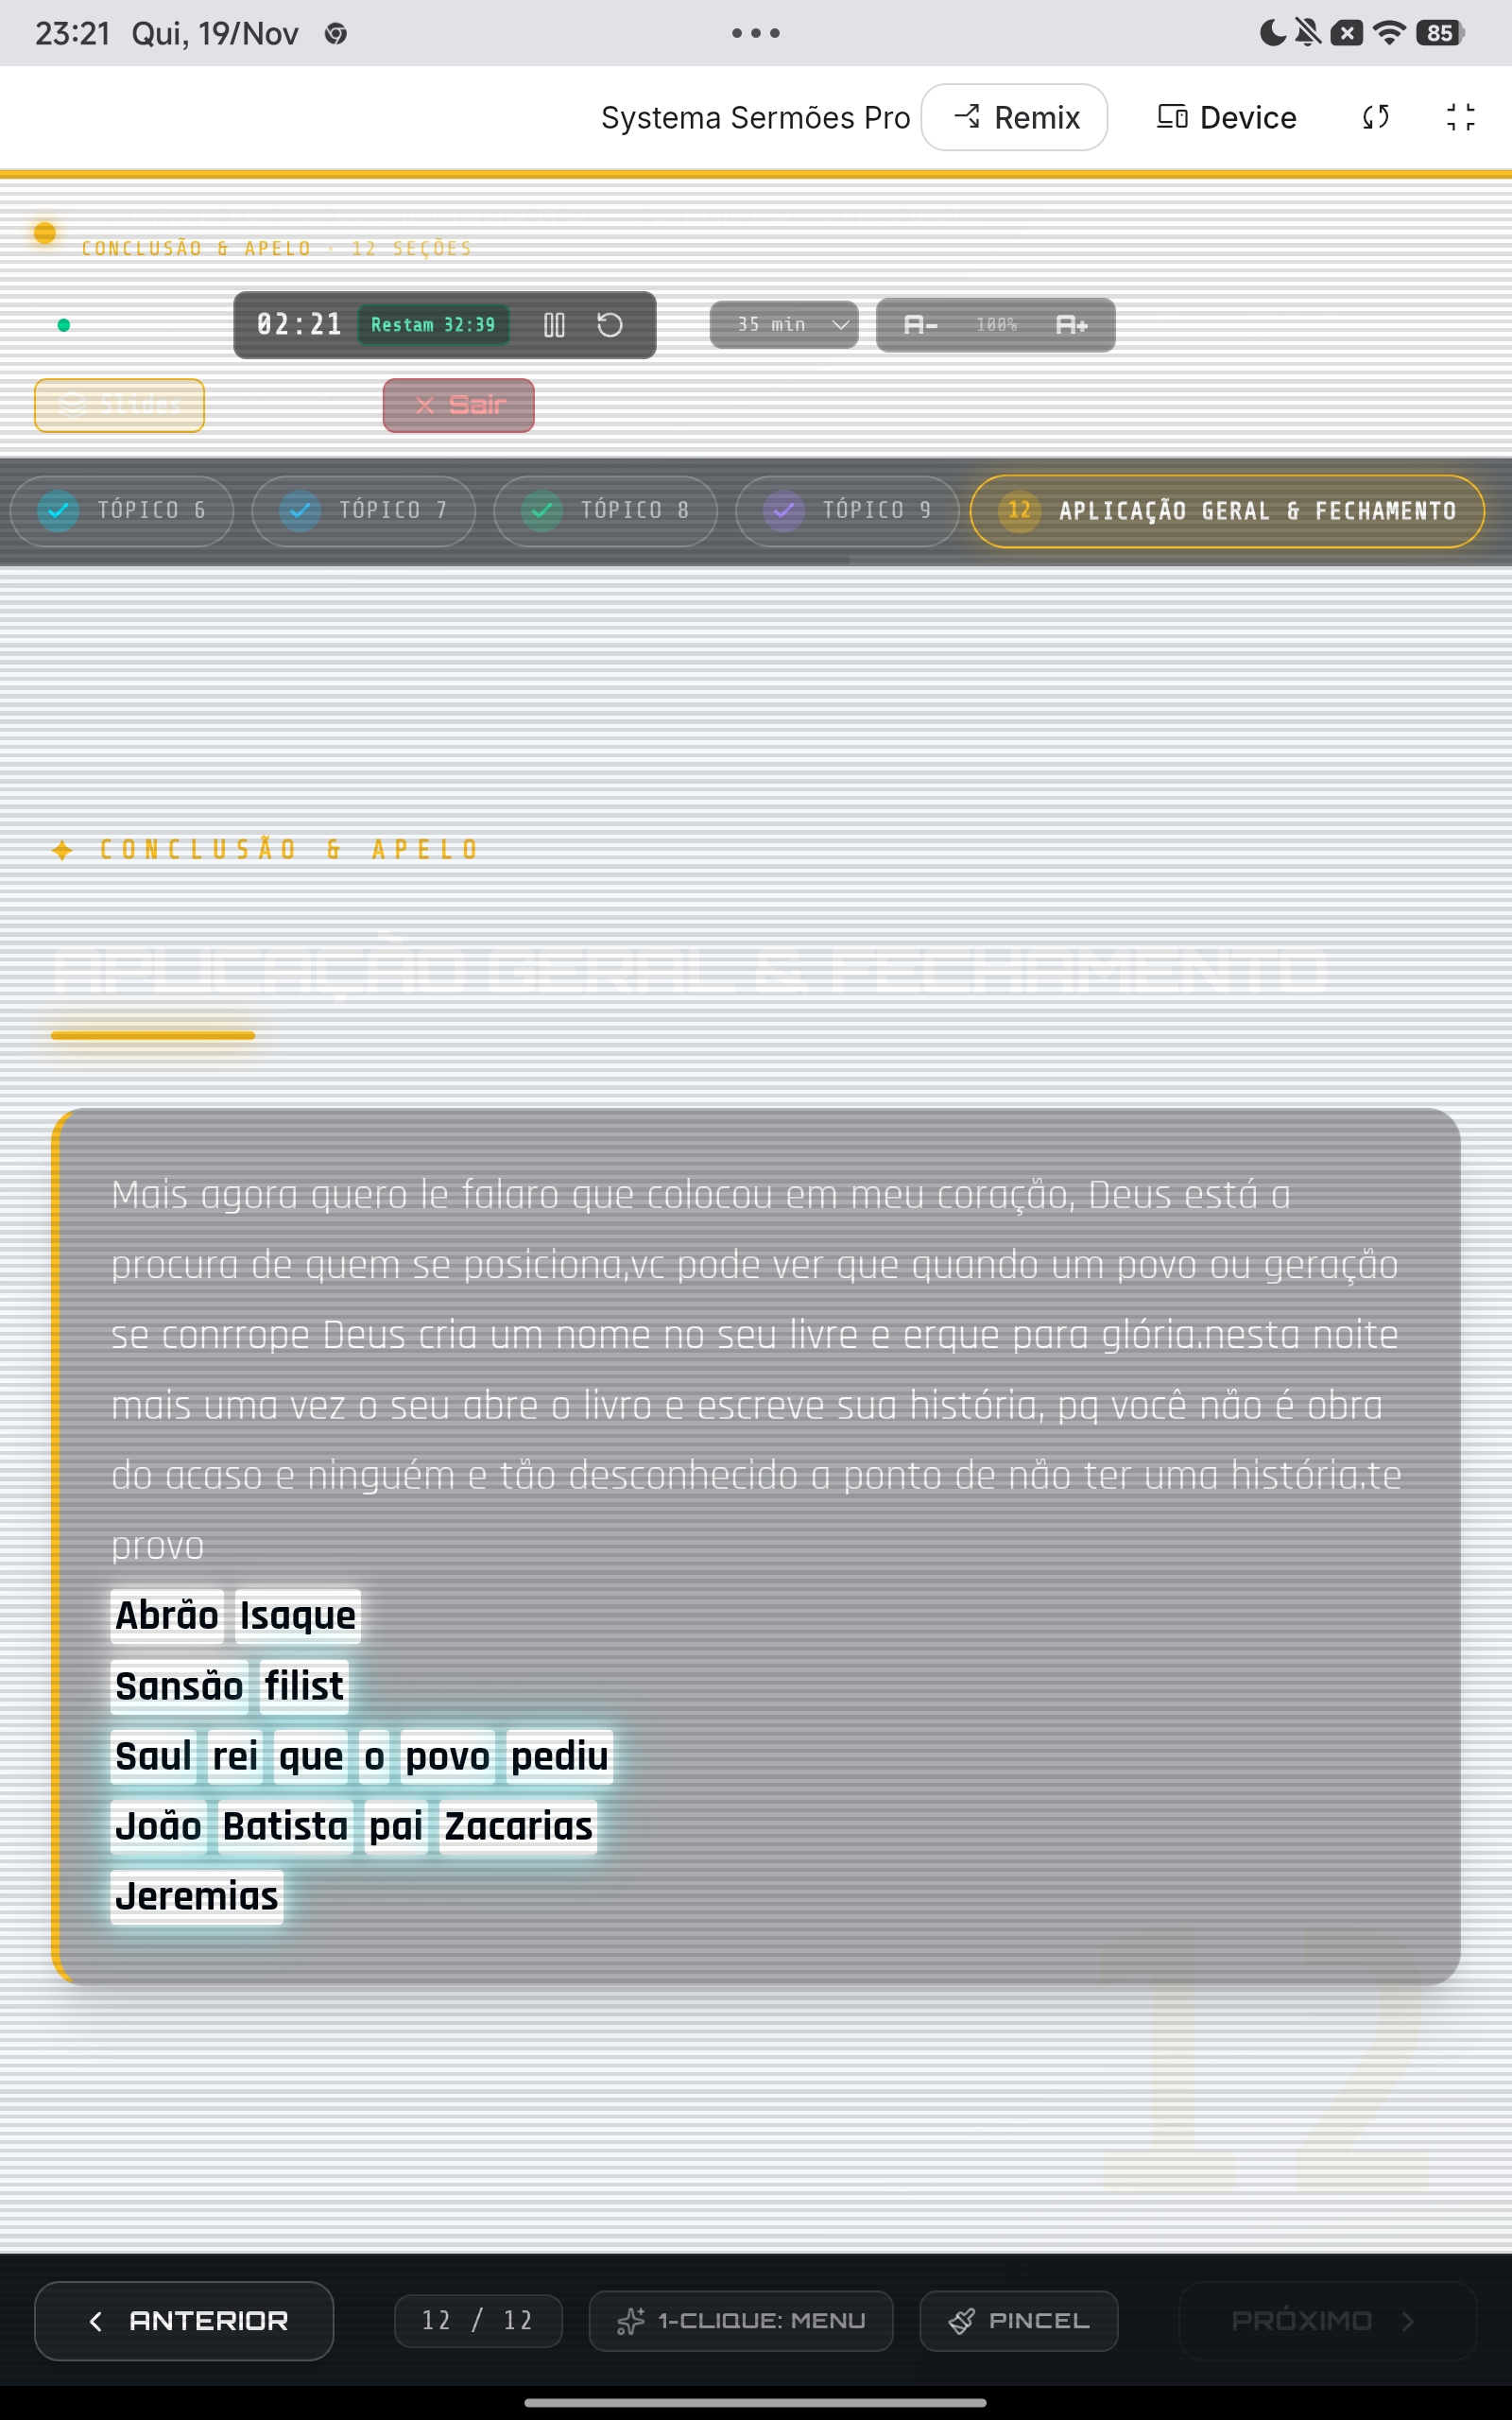 23:21 Qui, 19/Nov 85
Systema Sermões Pro Remix Device
CONCLUSÃO & APELO · 12 SEÇÕES
02:21 Restam 32:39 35 min A- 100% A+
Slides Sair
TÓPICO 6 TÓPICO 7 TÓPICO 8 TÓPICO 9 12 APLICAÇÃO GERAL & FECHAMENTO
CONCLUSÃO & APELO
APLICAÇÃO GERAL & FECHAMENTO
Mais agora quero le falaro que colocou em meu coração, Deus está a
procura de quem se posiciona,vc pode ver que quando um povo ou geração
se conrrope Deus cria um nome no seu livre e erque para glória.nesta noite
mais uma vez o seu abre o livro e escreve sua história, pq você não é obra
do acaso e ninguém e tão desconhecido a ponto de não ter uma história.te
provo
Abrão Isaque
Sansão filist
Saul rei que o povo pediu
João Batista pai Zacarias
Jeremias
12
ANTERIOR 12 / 12 1-CLIQUE: MENU PINCEL PRÓXIMO